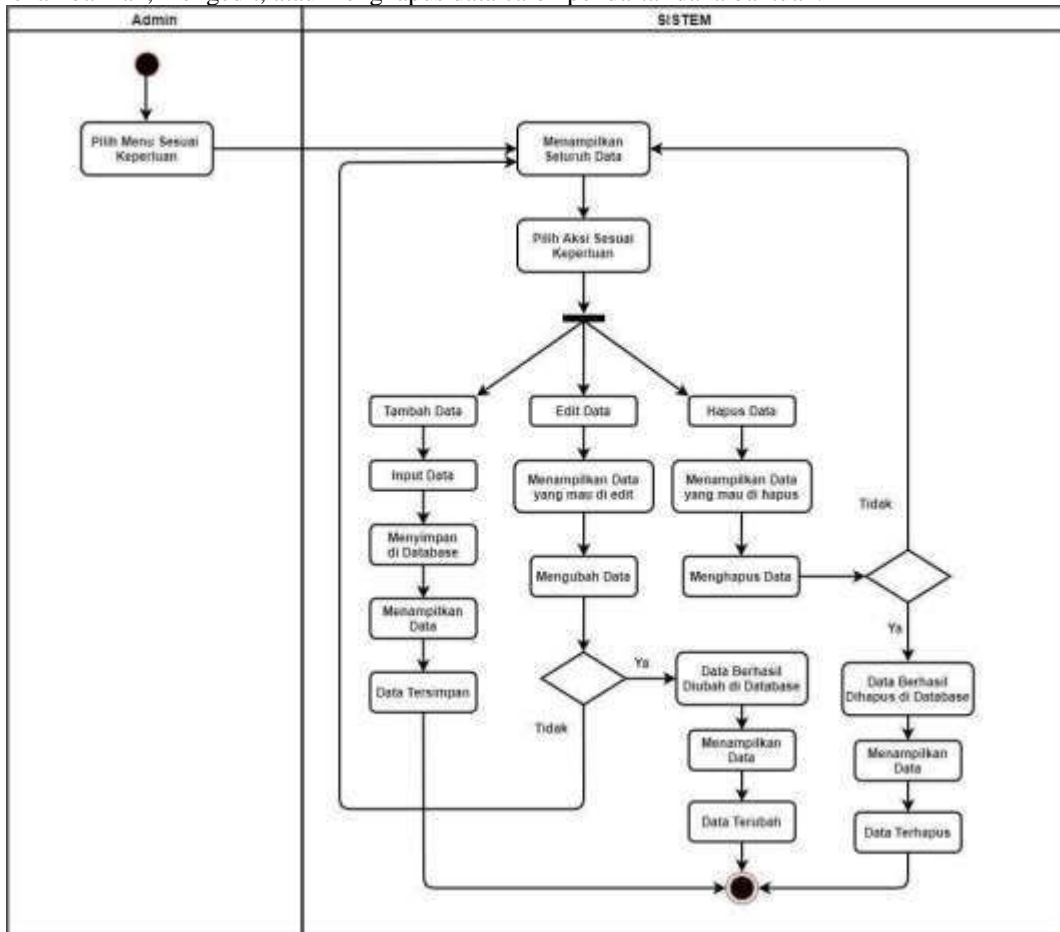 Admin
SISTEM
Pilih Menu Sesuai
Keperluan
Menampilkan
Seluruh Data
Pilih Aksi Sesuai
Keperluan
Tambah Data
Edit Data
Hapus Data
Input Data
Menampilkan Data
yang mau di edit
Menampilkan Data
yang mau di hapus
Tidak
Menyimpan
di Database
Mengubah Data
Menghapus Data
Menampilkan
Data
Ya
Ya
Data Tersimpan
Data Berhasil
Diubah di Database
Data Berhasil
Dihapus di Database
Tidak
Menampilkan
Data
Menampilkan
Data
Data Terubah
Data Terhapus